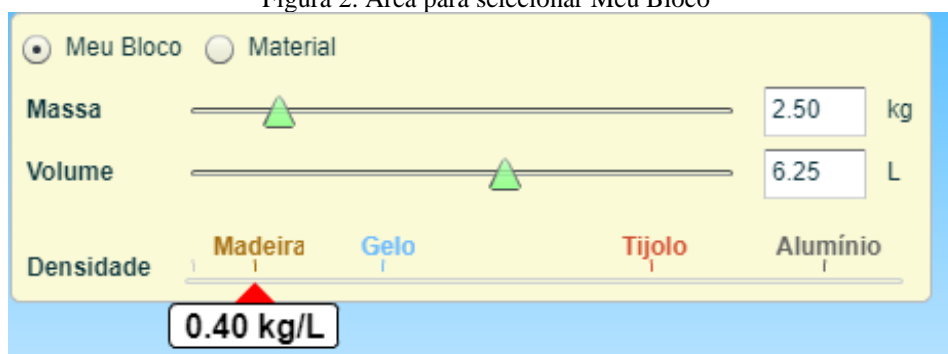 Figura 2: Área para selecionar Meu Bloco
Meu Bloco Material
Massa 2.50 kg
Volume 6.25 L
Madeira Gelo Tijolo Alumínio
Densidade
0.40 kg/L